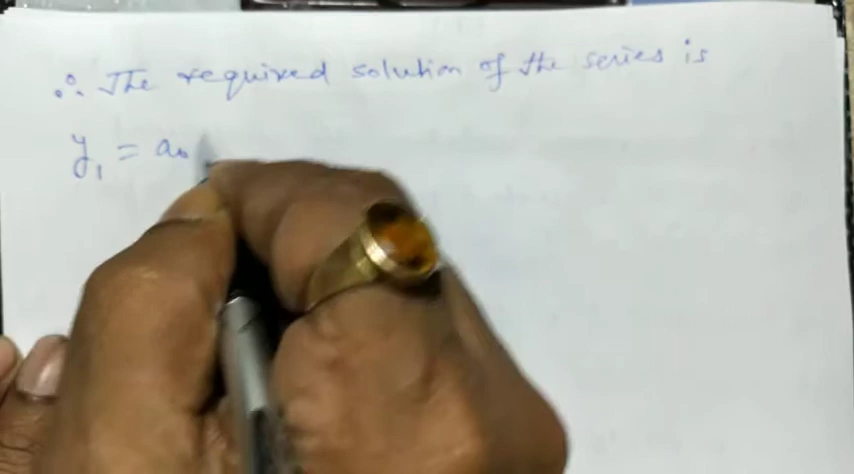 ∴ The required solution of the series is
y₁ = a₀